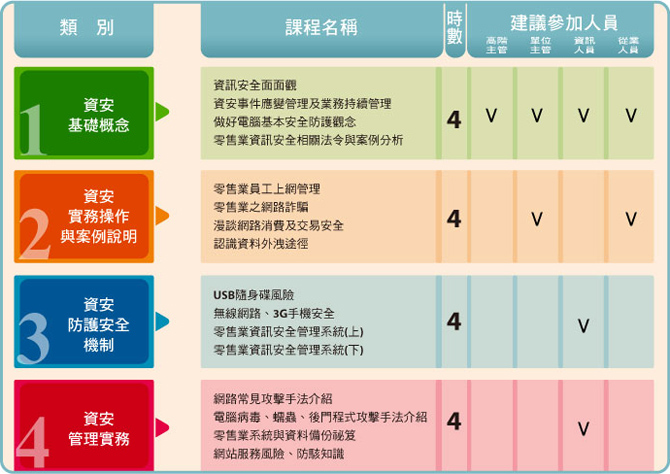 類 別
課程名稱
時數
建議參加人員
高階主管
單位主管
資訊人員
從業人員
1
資安
基礎概念
資訊安全面面觀
資安事件應變管理及業務持續管理
做好電腦基本安全防護觀念
零售業資訊安全相關法令與案例分析
4
V V V V
2
資安
實務操作
與案例說明
零售業員工上網管理
零售業之網路詐騙
漫談網路消費及交易安全
認識資料外洩途徑
4
V V
3
資安
防護安全
機制
USB隨身碟風險
無線網路、3G手機安全
零售業資訊安全管理系統(上)
零售業資訊安全管理系統(下)
4
V
4
資安
管理實務
網路常見攻擊手法介紹
電腦病毒、蠕蟲、後門程式攻擊手法介紹
零售業系統與資料備份祕笈
網站服務風險、防駭知識
4
V